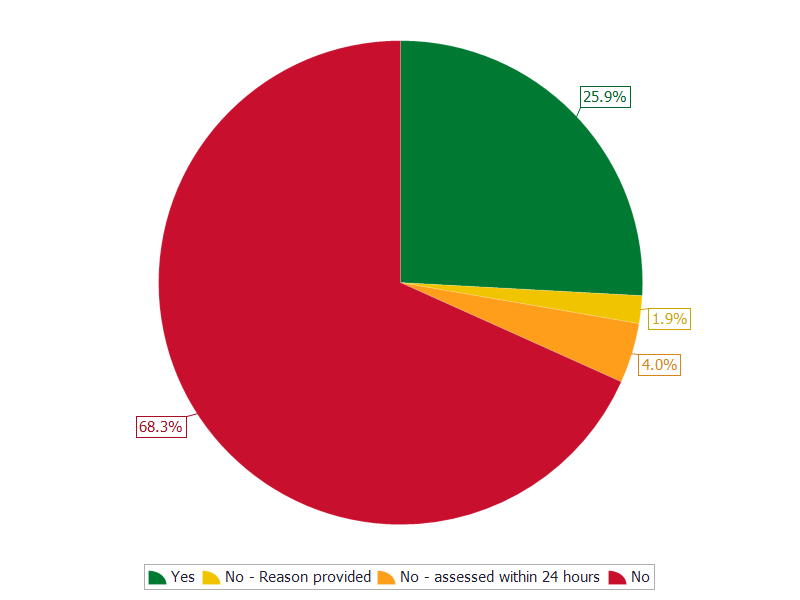 25.9%
1.9%
4.0%
68.3%
Yes No - Reason provided No - assessed within 24 hours No